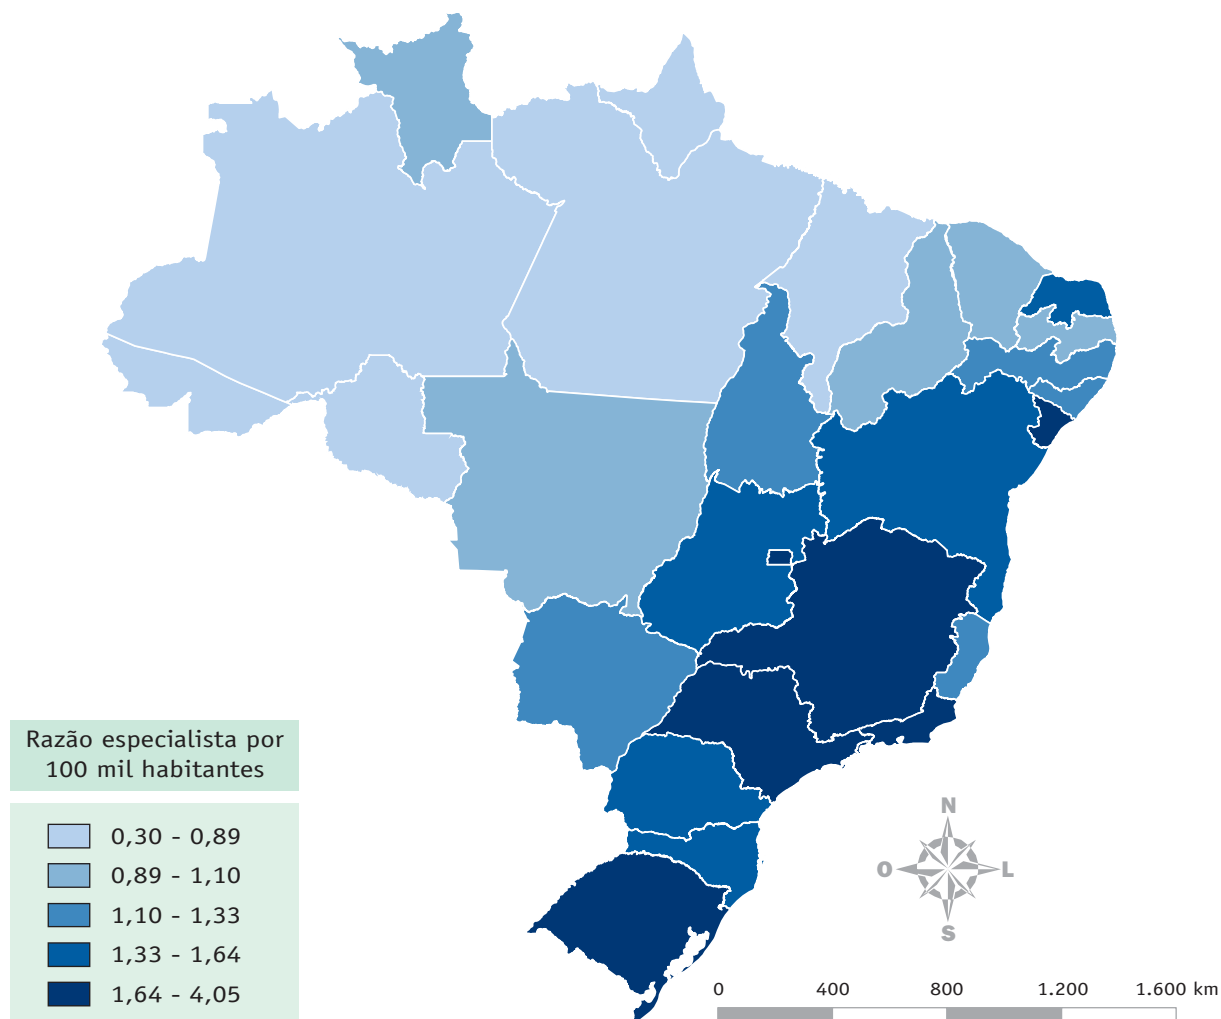 Razão especialista por
100 mil habitantes
0,30 - 0,89
0,89 - 1,10
1,10 - 1,33
1,33 - 1,64
1,64 - 4,05
N
O
L
S
0 400 800 1.200 1.600 km